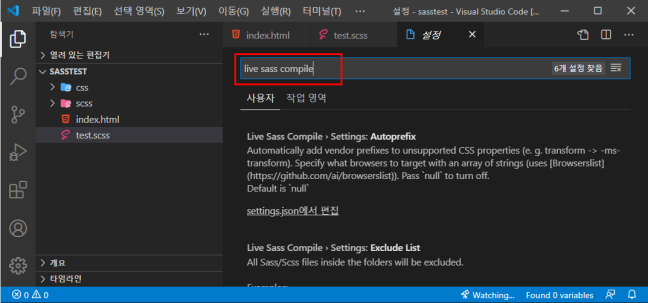 파일(F) 편집(E) 선택 영역(S) 보기(V) 이동(G) 실행(R) 터미널(T) ··· 설정 - sasstest - Visual Studio Code [...
탐색기 ···
index.html test.scss 설정
열려 있는 편집기
SASSTEST
css
scss
index.html
test.scss
live sass compile
6개 설정 찾음
사용자 작업 영역
Live Sass Compile › Settings: Autoprefix
Automatically add vendor prefixes to unsupported CSS properties (e. g. transform -> -ms-
transform). Specify what browsers to target with an array of strings (uses [Browserslist]
(https://github.com/ai/browserslist)). Pass `null` to turn off.
Default is `null`
settings.json에서 편집
Live Sass Compile › Settings: Exclude List
All Sass/Scss files inside the folders will be excluded.
Examples:
개요
타임라인
0 0 Watching... Found 0 variables